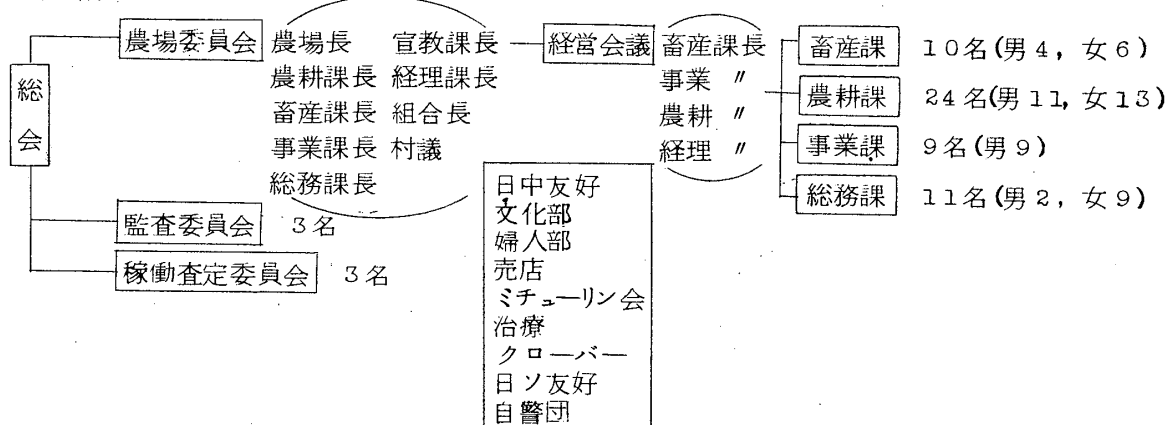 総会
農場委員会
農場長 宣教課長
農耕課長 経理課長
畜産課長 組合長
事業課長 村議
総務課長
監査委員会 3名
稼働査定委員会 3名
経営会議
畜産課長
事業 〃
農耕 〃
経理 〃
畜産課 10名(男4,女6)
農耕課 24名(男11,女13)
事業課 9名(男9)
総務課 11名(男2,女9)
日中友好
文化部
婦人部
売店
ミチューリン会
治療
クローバー
日ソ友好
自警団